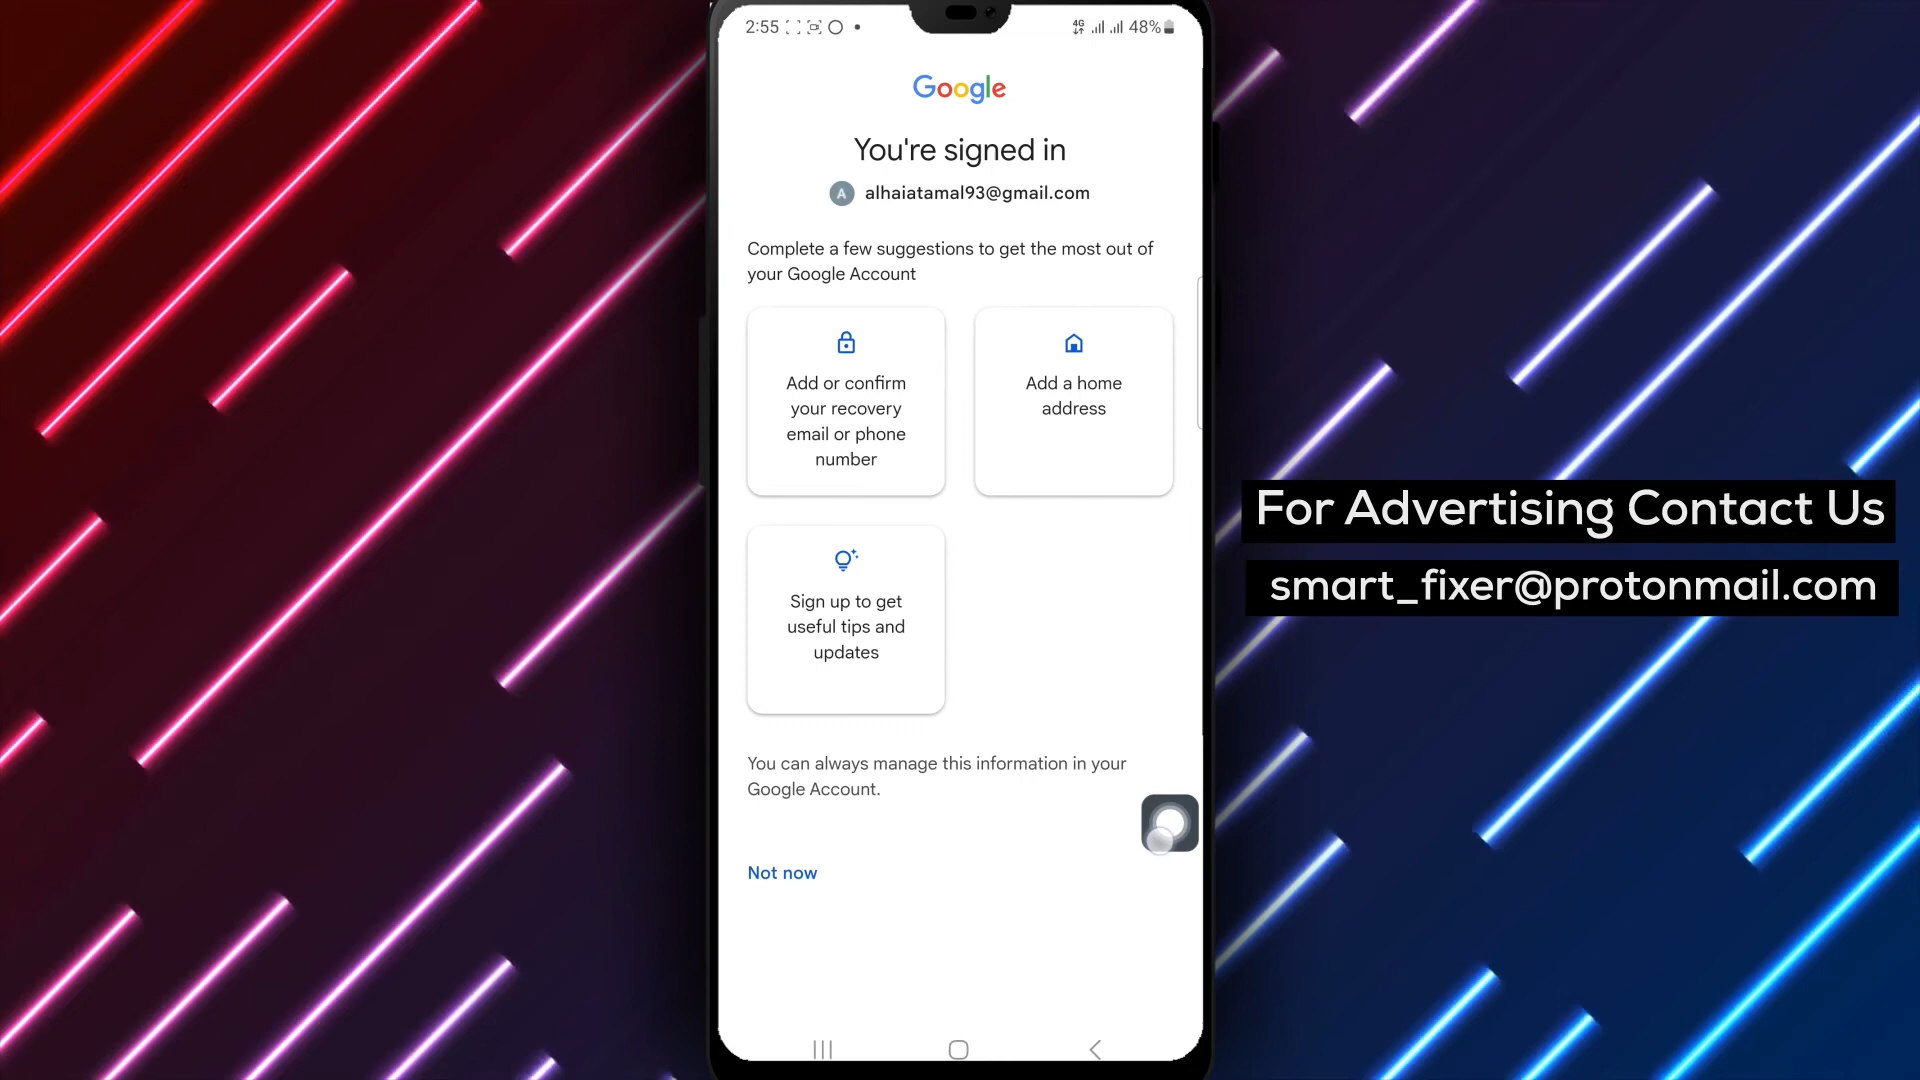 2:55
4G 48%
Google
You're signed in
A alhaiatamal93@gmail.com
Complete a few suggestions to get the most out of
your Google Account
Add or confirm
your recovery
email or phone
number
Add a home
address
Sign up to get
useful tips and
updates
You can always manage this information in your
Google Account.
Not now
For Advertising Contact Us
smart_fixer@protonmail.com